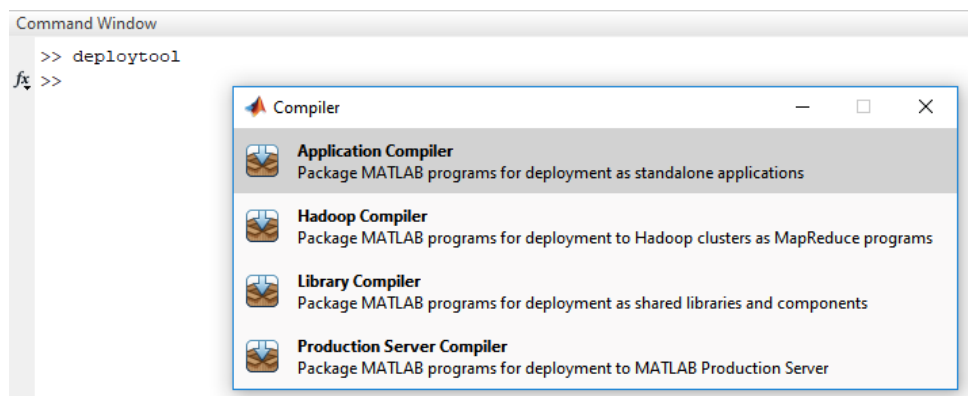 Command Window
>> deploytool
fx >>
Compiler
Application Compiler
Package MATLAB programs for deployment as standalone applications
Hadoop Compiler
Package MATLAB programs for deployment to Hadoop clusters as MapReduce programs
Library Compiler
Package MATLAB programs for deployment as shared libraries and components
Production Server Compiler
Package MATLAB programs for deployment to MATLAB Production Server